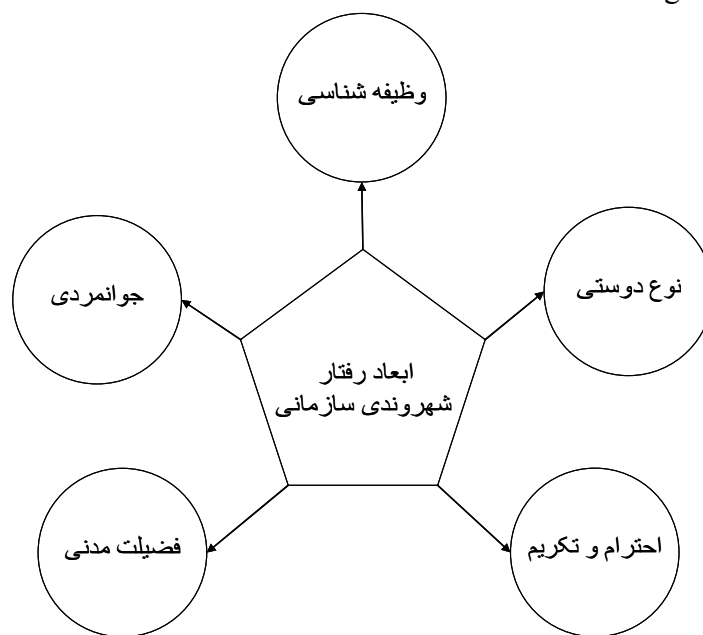 g
وظیفه شناسی
نوع دوستی
جوانمردی
ابعاد رفتار
شهروندی سازمانی
احترام و تکریم
فضیلت مدنی